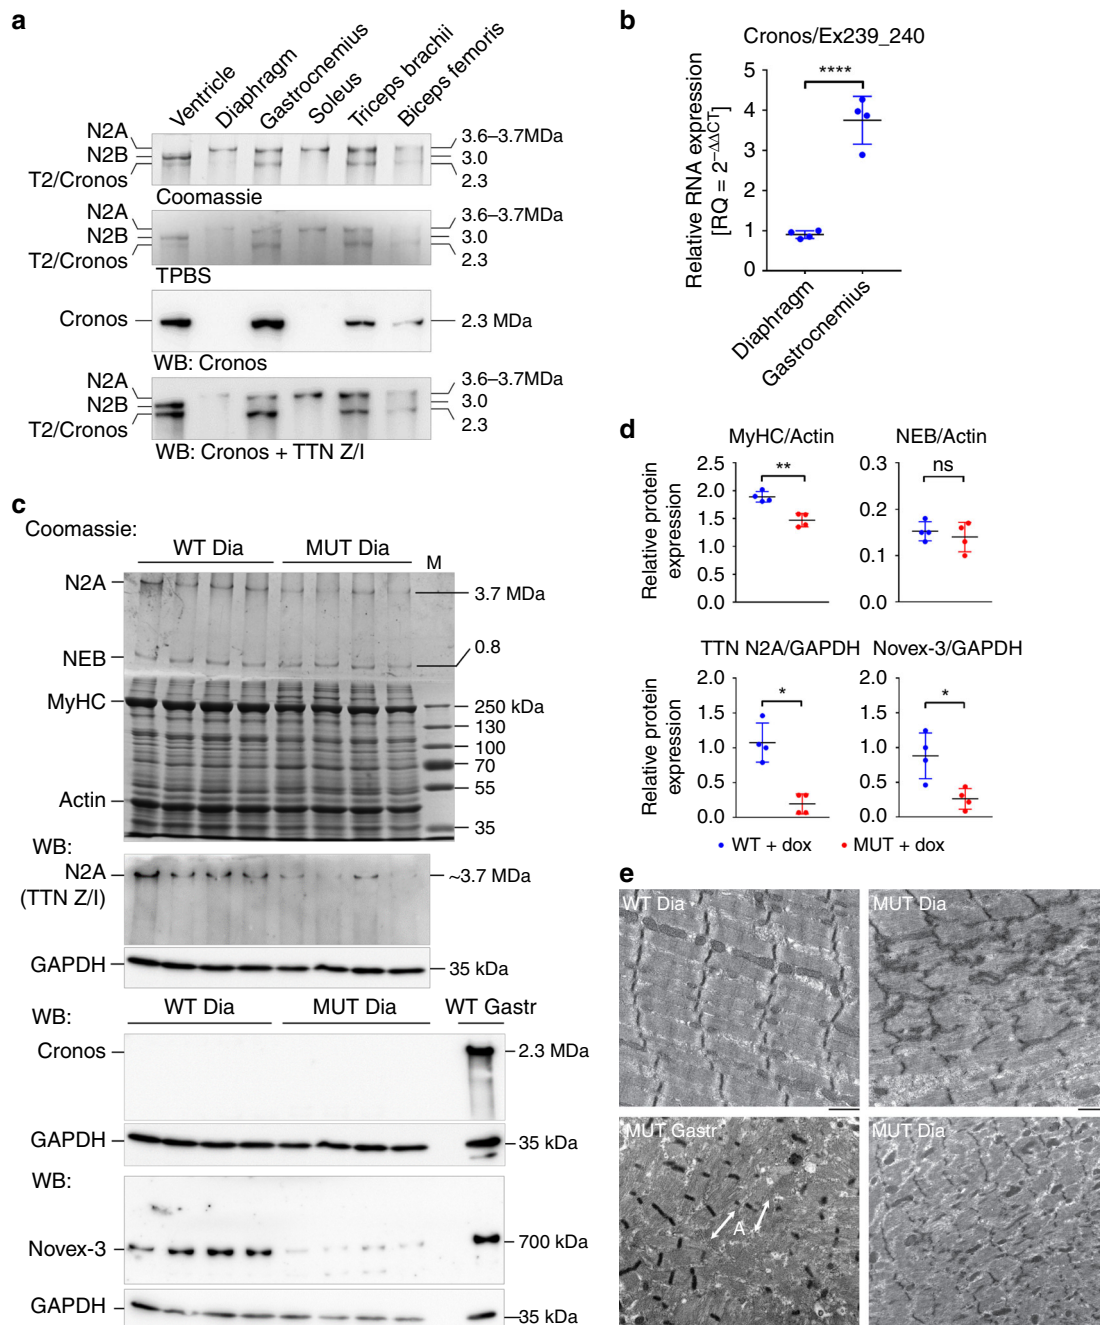 a
Ventricle
Diaphragm
Gastrocnemius
Soleus
Triceps brachii
Biceps femoris
N2A
N2B
T2/Cronos
3.6–3.7MDa
3.0
2.3
Coomassie
N2A
N2B
T2/Cronos
3.6–3.7MDa
3.0
2.3
TPBS
Cronos
2.3 MDa
WB: Cronos
N2A
N2B
T2/Cronos
3.6–3.7MDa
3.0
2.3
WB: Cronos + TTN Z/I
b
Cronos/Ex239_240
****
Relative RNA expression
[RQ = 2−ΔΔCT]
5
4
3
2
1
0
Diaphragm
Gastrocnemius
c
Coomassie:
WT Dia
MUT Dia
M
N2A
3.7 MDa
NEB
0.8
MyHC
250 kDa
130
100
70
55
Actin
35
WB:
N2A
(TTN Z/I)
~3.7 MDa
GAPDH
35 kDa
WT Dia
MUT Dia
WT Gastr
WB:
Cronos
2.3 MDa
GAPDH
35 kDa
WB:
Novex-3
700 kDa
GAPDH
35 kDa
d
MyHC/Actin
Relative protein
expression
2.5
2.0
1.5
1.0
0.5
0.0
**
NEB/Actin
0.3
0.2
0.1
0.0
ns
TTN N2A/GAPDH
Relative protein
expression
2.0
1.5
1.0
0.5
0.0
*
Novex-3/GAPDH
2.0
1.5
1.0
0.5
0.0
*
WT + dox
MUT + dox
e
WT Dia
MUT Dia
MUT Gastr
A
MUT Dia